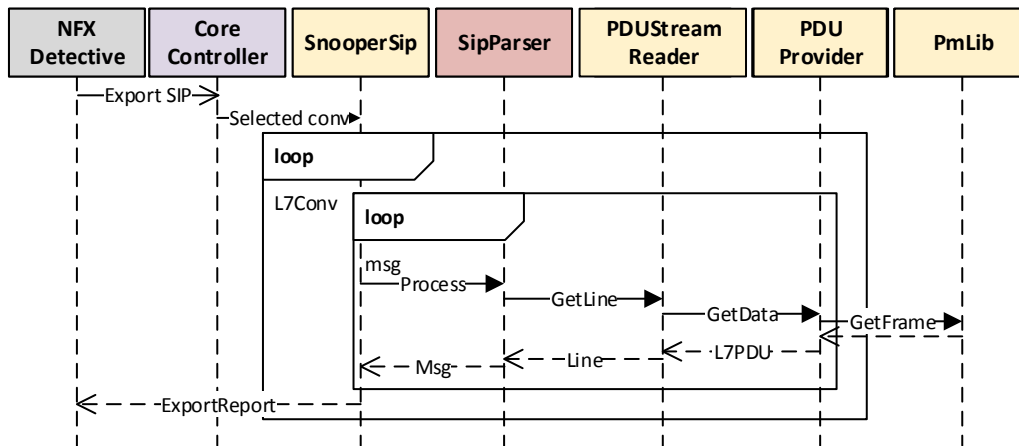 NFX
Detective
Core
Controller
SnooperSip
SipParser
PDUStream
Reader
PDU
Provider
PmLib
Export SIP
Selected conv
loop
L7Conv
loop
msg
Process
GetLine
GetData
GetFrame
L7PDU
Line
Msg
ExportReport